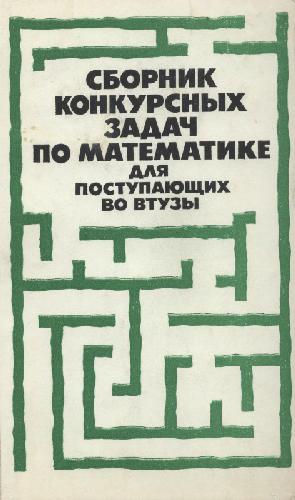 СБОРНИК
КОНКУРСНЫХ
ЗАДАЧ
ПО МАТЕМАТИКЕ
ДЛЯ
ПОСТУПАЮЩИХ
ВО ВТУЗЫ